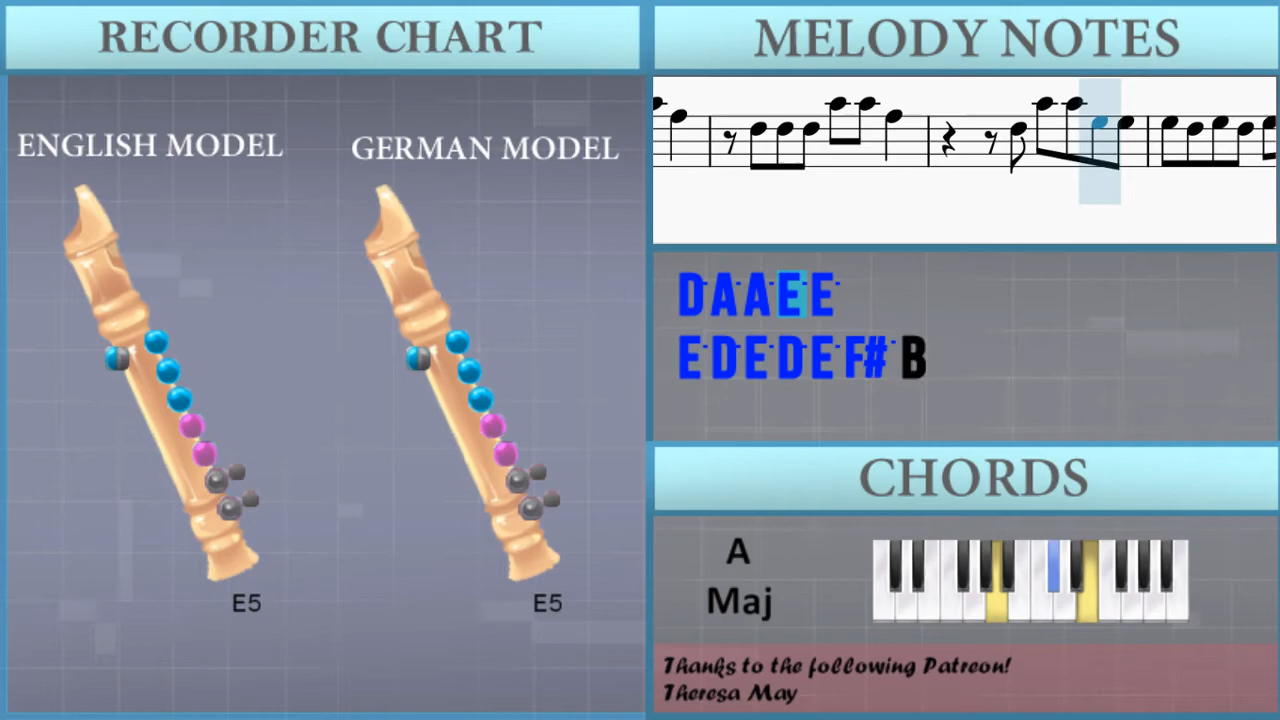 RECORDER CHART
ENGLISH MODEL
GERMAN MODEL
E5
E5
MELODY NOTES
D A A E E
E D E D E F# B
CHORDS
A
Maj
Thanks to the following Patreon!
Theresa May